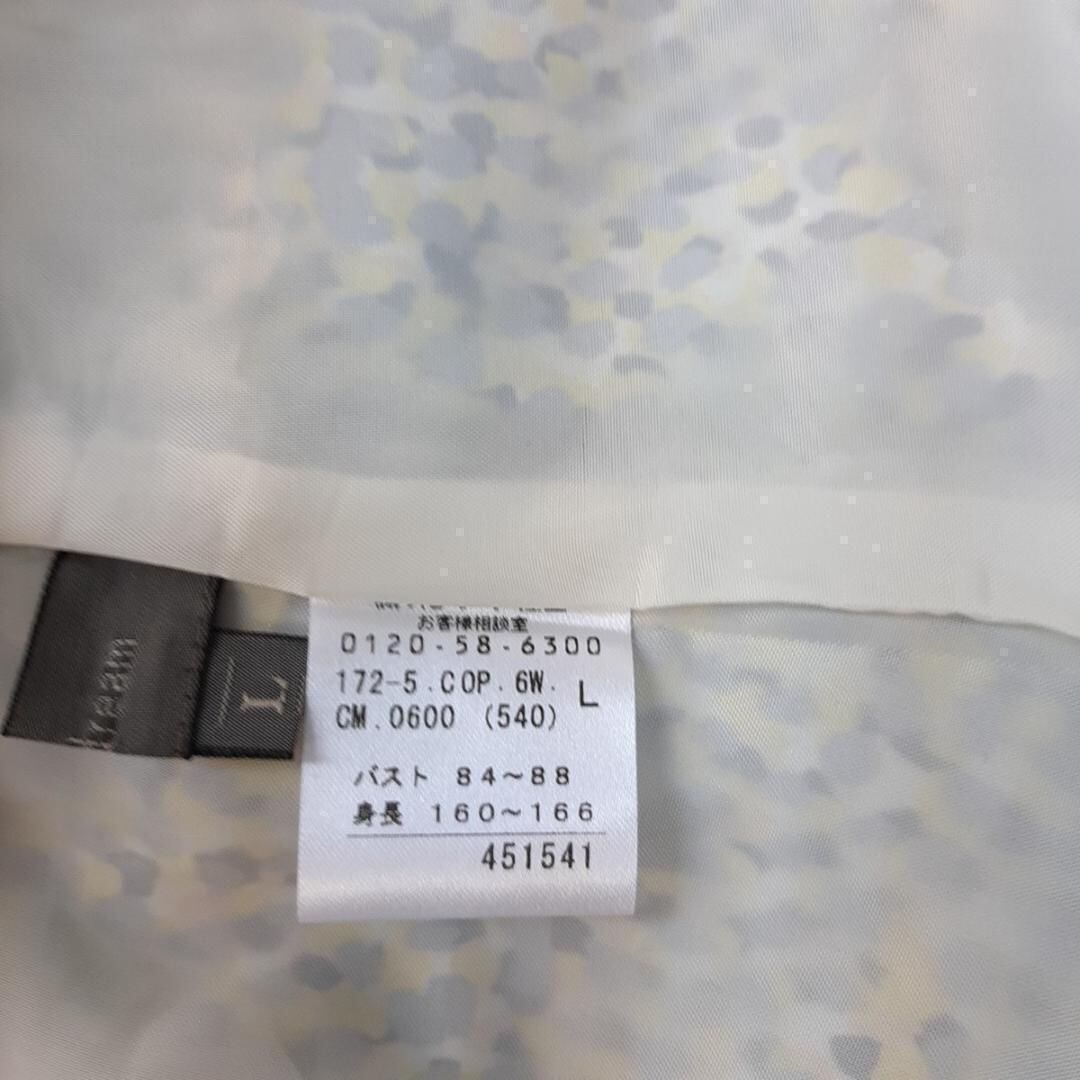 お客様相談室
0120-58-6300
172-5.COP.6W. L
CM.0600 (540)
バスト 84～88
身長 160～166
451541
L